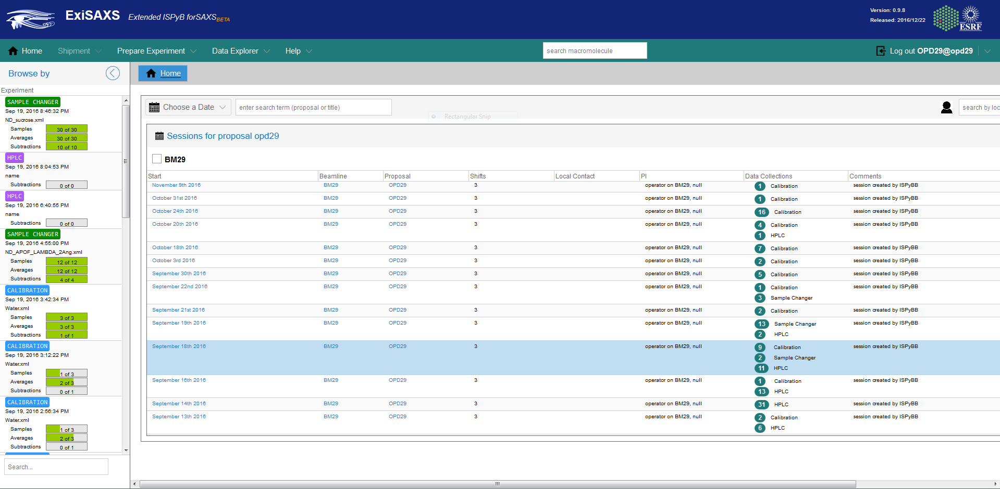 ExiSAXS Extended ISPyB forSAXS BETA
Version: 0.9.8
Released: 2016/12/22
ESRF
Home Shipment Prepare Experiment Data Explorer Help search macromolecule Log out OPD29@opd29
Browse by
Home
Experiment
SAMPLE CHANGER
Sep 19, 2016 8:46:32 PM
ND_sucrose.xml
Samples 30 of 30
Averages 30 of 30
Subtractions 10 of 10
HPLC
Sep 19, 2016 8:04:53 PM
name
Subtractions 0 of 0
HPLC
Sep 19, 2016 6:40:55 PM
name
Subtractions 0 of 0
SAMPLE CHANGER
Sep 19, 2016 4:55:00 PM
ND_APOF_LAMBDA_2Ang.xml
Samples 12 of 12
Averages 12 of 12
Subtractions 4 of 4
CALIBRATION
Sep 19, 2016 3:42:34 PM
Water.xml
Samples 3 of 3
Averages 3 of 3
Subtractions 1 of 1
CALIBRATION
Sep 19, 2016 3:12:22 PM
Water.xml
Samples 1 of 3
Averages 2 of 3
Subtractions 0 of 1
CALIBRATION
Sep 19, 2016 2:56:34 PM
Water.xml
Samples 1 of 3
Averages 2 of 3
Subtractions 0 of 1
Search...
Choose a Date enter search term (proposal or title) search by loc
Rectangular Snip
Sessions for proposal opd29
BM29
Start Beamline Proposal Shifts Local Contact PI Data Collections Comments
November 9th 2016 BM29 OPD29 3 operator on BM29, null 1 Calibration session created by ISPyBB
October 31st 2016 BM29 OPD29 3 operator on BM29, null 1 Calibration session created by ISPyBB
October 24th 2016 BM29 OPD29 3 operator on BM29, null 16 Calibration session created by ISPyBB
October 20th 2016 BM29 OPD29 3 operator on BM29, null 4 Calibration session created by ISPyBB
1 HPLC
October 18th 2016 BM29 OPD29 3 operator on BM29, null 7 Calibration session created by ISPyBB
October 3rd 2016 BM29 OPD29 3 operator on BM29, null 2 Calibration session created by ISPyBB
September 30th 2016 BM29 OPD29 3 operator on BM29, null 5 Calibration session created by ISPyBB
September 22nd 2016 BM29 OPD29 3 operator on BM29, null 1 Calibration session created by ISPyBB
3 Sample Changer
September 21st 2016 BM29 OPD29 3 operator on BM29, null 2 Calibration session created by ISPyBB
September 19th 2016 BM29 OPD29 3 operator on BM29, null 13 Sample Changer session created by ISPyBB
2 HPLC
September 18th 2016 BM29 OPD29 3 operator on BM29, null 9 Calibration session created by ISPyBB
2 Sample Changer
11 HPLC
September 16th 2016 BM29 OPD29 3 operator on BM29, null 1 Calibration session created by ISPyBB
13 HPLC
September 14th 2016 BM29 OPD29 3 operator on BM29, null 31 HPLC session created by ISPyBB
September 13th 2016 BM29 OPD29 3 operator on BM29, null 2 Calibration session created by ISPyBB
6 HPLC